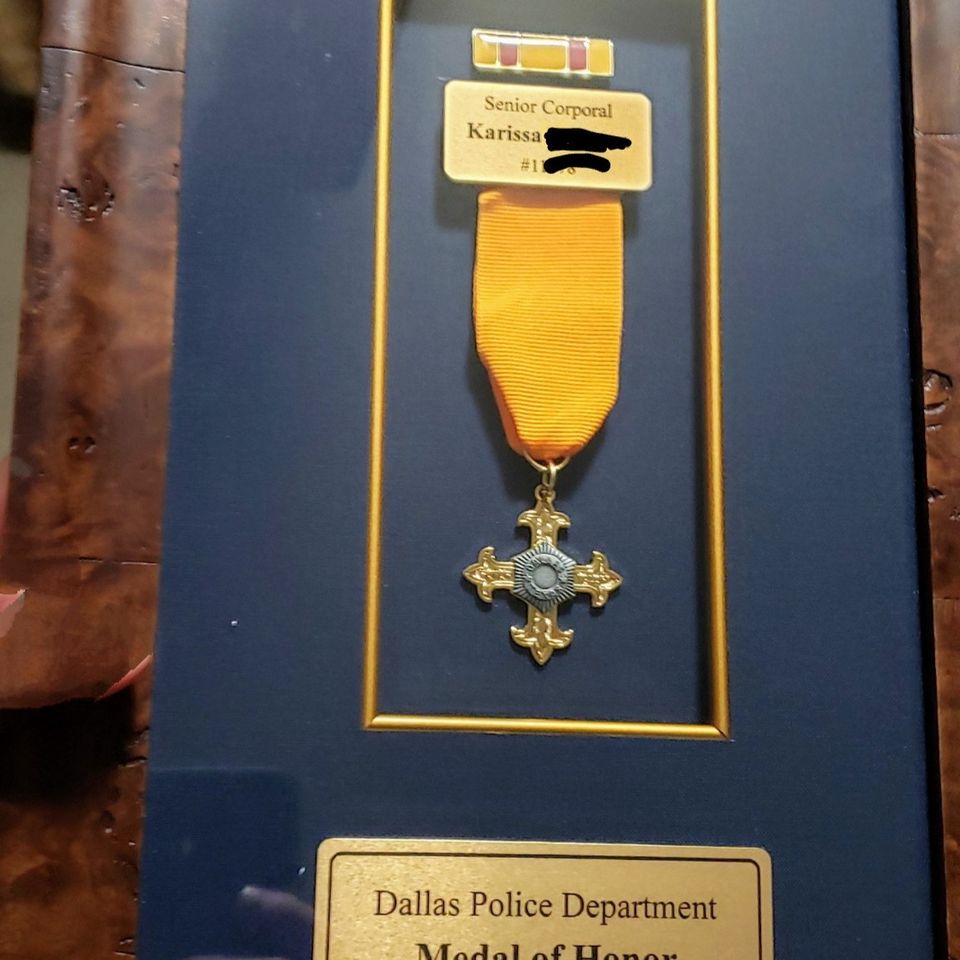 Senior Corporal
Karissa
Dallas Police Department
Medal of Honor